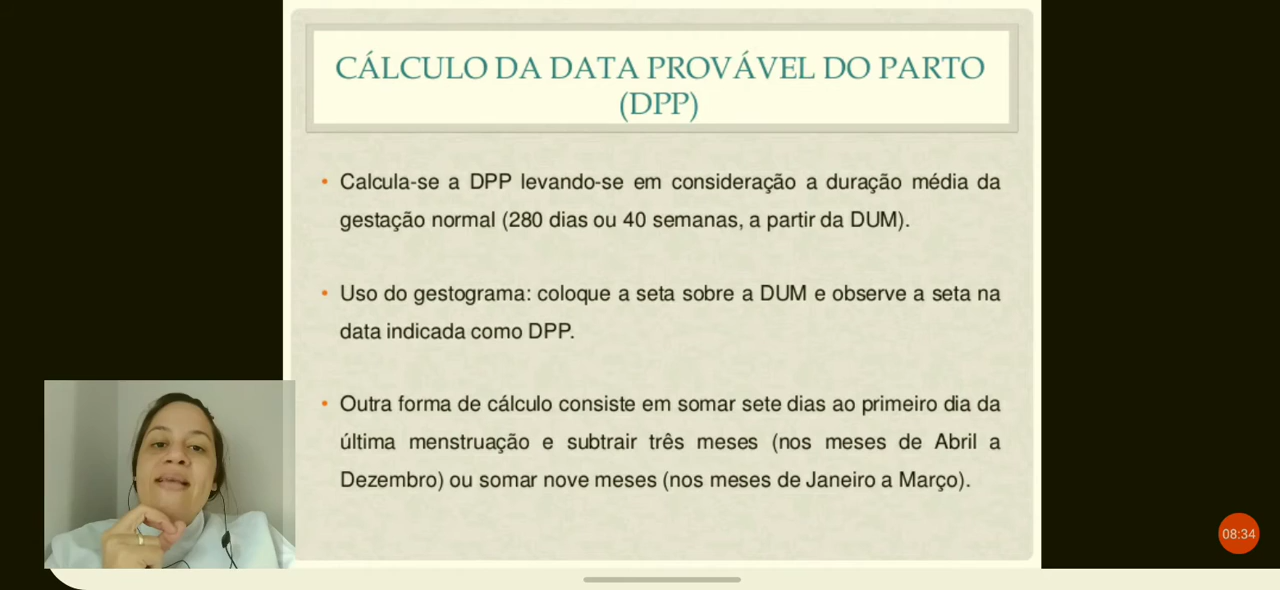 CÁLCULO DA DATA PROVÁVEL DO PARTO
(DPP)
• Calcula-se a DPP levando-se em consideração a duração média da
gestação normal (280 dias ou 40 semanas, a partir da DUM).
• Uso do gestograma: coloque a seta sobre a DUM e observe a seta na
data indicada como DPP.
• Outra forma de cálculo consiste em somar sete dias ao primeiro dia da
última menstruação e subtrair três meses (nos meses de Abril a
Dezembro) ou somar nove meses (nos meses de Janeiro a Março).
08:34